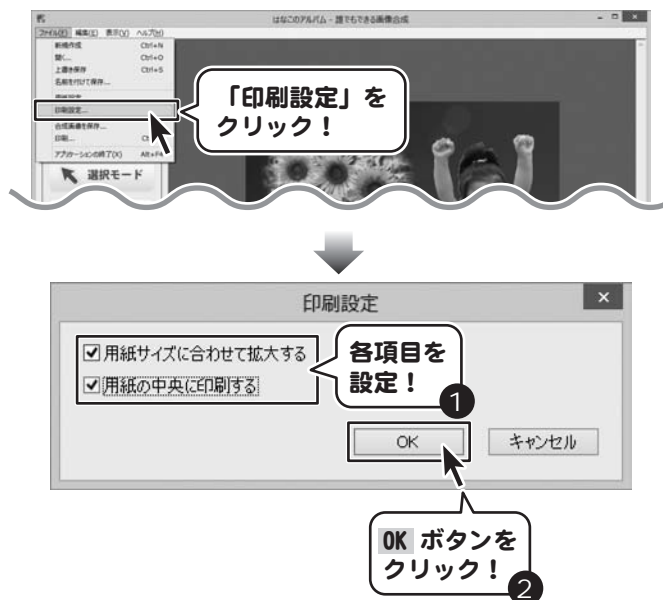 はなこのアルバム - 誰でもできる画像合成
ファイル(F) 編集(E) 表示(V) ヘルプ(H)
新規作成 Ctrl+N
開く... Ctrl+O
上書き保存 Ctrl+S
名前を付けて保存...
用紙設定...
印刷設定...
合成画像を保存...
印刷...
アプリケーションの終了(X) Alt+F4
選択モード
「印刷設定」を
クリック！
印刷設定
用紙サイズに合わせて拡大する
用紙の中央に印刷する
各項目を
設定！
1
OK キャンセル
OK ボタンを
クリック！
2